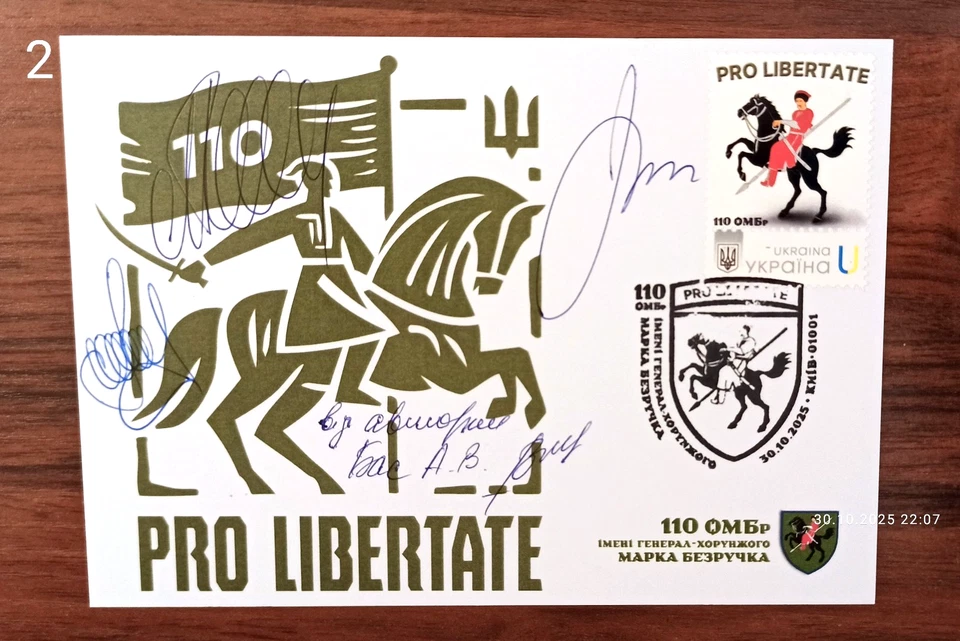 2
110
PRO LIBERTATE
110 ОМБр
UKRAINA
УКРАЇНА
110
ОМБр
PRO LIBERTATE
ІМЕНІ ГЕНЕРАЛ-ХОРУНЖОГО
МАРКА БЕЗРУЧКА
30.10.2025 • КИЇВ-01001
від авторки
Бас А.В.
PRO LIBERTATE
110 ОМБр
ІМЕНІ ГЕНЕРАЛ-ХОРУНЖОГО
МАРКА БЕЗРУЧКА
30.10.2025 22:07